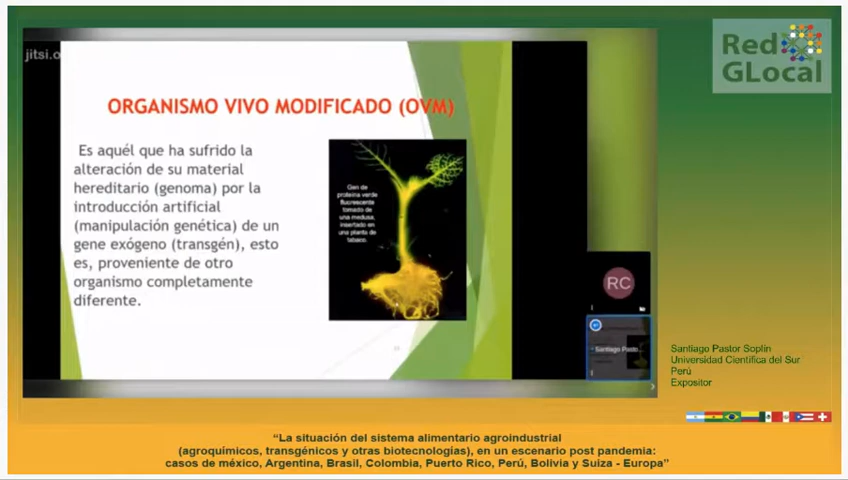 Red
GLocal
jitsi.o
ORGANISMO VIVO MODIFICADO (OVM)
Es aquél que ha sufrido la
alteración de su material
hereditario (genoma) por la
introducción artificial
(manipulación genética) de un
gene exógeno (transgén), esto
es, proveniente de otro
organismo completamente
diferente.
Gen de
proteína verde
fluorescente
tomado de
una medusa,
insertado en
una planta de
tabaco.
RC
Santiago Pasto...
Santiago Pastor Soplín
Universidad Científica del Sur
Perú
Expositor
"La situación del sistema alimentario agroindustrial
(agroquímicos, transgénicos y otras biotecnologías), en un escenario post pandemia:
casos de méxico, Argentina, Brasil, Colombia, Puerto Rico, Perú, Bolivia y Suiza - Europa"